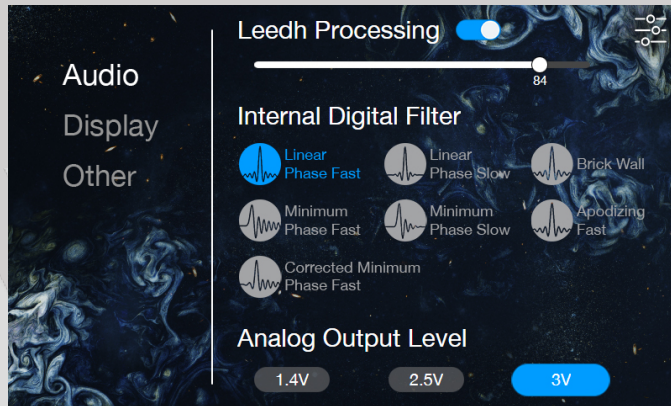 Leedh Processing
84
Audio
Display
Other
Internal Digital Filter
Linear
Phase Fast
Linear
Phase Slow
Brick Wall
Minimum
Phase Fast
Minimum
Phase Slow
Apodizing
Fast
Corrected Minimum
Phase Fast
Analog Output Level
1.4V
2.5V
3V